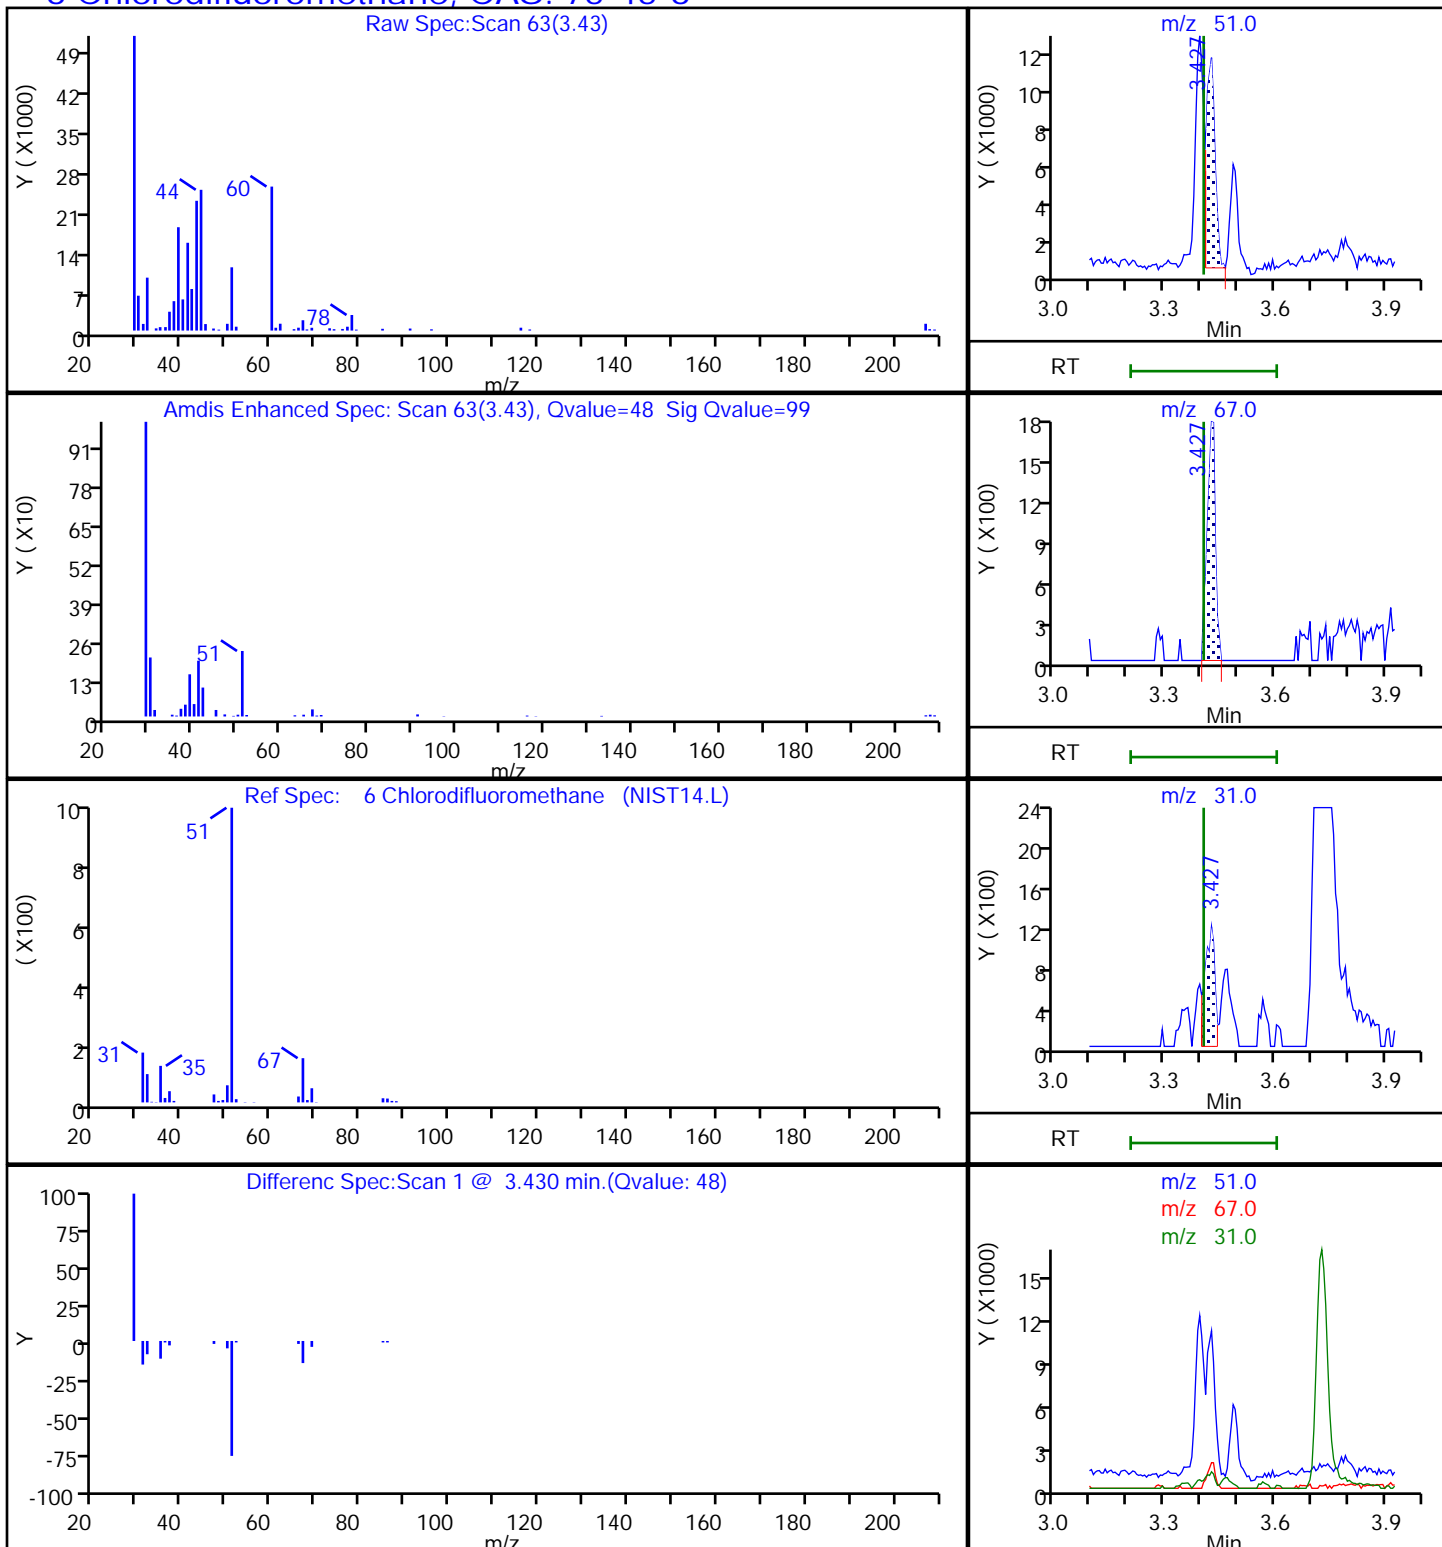 6 Chlorodifluoromethane, CAS: 75-45-6
Raw Spec:Scan 63(3.43)
Y ( X1000)
49
42
35
28
21
14
7
0
44
60
78
20 40 60 80 100 120 140 160 180 200
m/z
m/z 51.0
Y ( X1000)
12
10
8
6
4
2
0
3.427
3.0 3.3 3.6 3.9
Min
RT
Amdis Enhanced Spec: Scan 63(3.43), Qvalue=48 Sig Qvalue=99
Y ( X10)
91
78
65
52
39
26
13
0
51
20 40 60 80 100 120 140 160 180 200
m/z
m/z 67.0
Y ( X100)
18
15
12
9
6
3
0
3.427
3.0 3.3 3.6 3.9
Min
RT
Ref Spec: 6 Chlorodifluoromethane (NIST14.L)
( X100)
10
8
6
4
2
0
51
31
35
67
20 40 60 80 100 120 140 160 180 200
m/z 31.0
Y ( X100)
24
20
16
12
8
4
0
3.427
3.0 3.3 3.6 3.9
Min
RT
Differenc Spec:Scan 1 @ 3.430 min.(Qvalue: 48)
Y
100
75
50
25
0
-25
-50
-75
-100
20 40 60 80 100 120 140 160 180 200
m/z
m/z 51.0
m/z 67.0
m/z 31.0
Y ( X1000)
15
12
9
6
3
0
3.0 3.3 3.6 3.9
Min